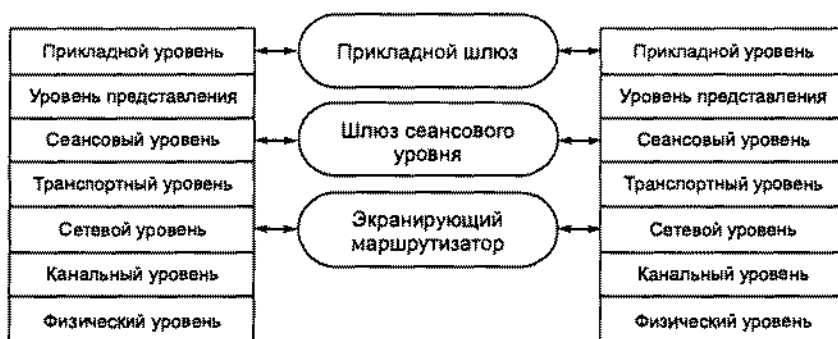 Прикладной уровень
Уровень представления
Сеансовый уровень
Транспортный уровень
Сетевой уровень
Канальный уровень
Физический уровень
Прикладной шлюз
Шлюз сеансового
уровня
Экранирующий
маршрутизатор
Прикладной уровень
Уровень представления
Сеансовый уровень
Транспортный уровень
Сетевой уровень
Канальный уровень
Физический уровень